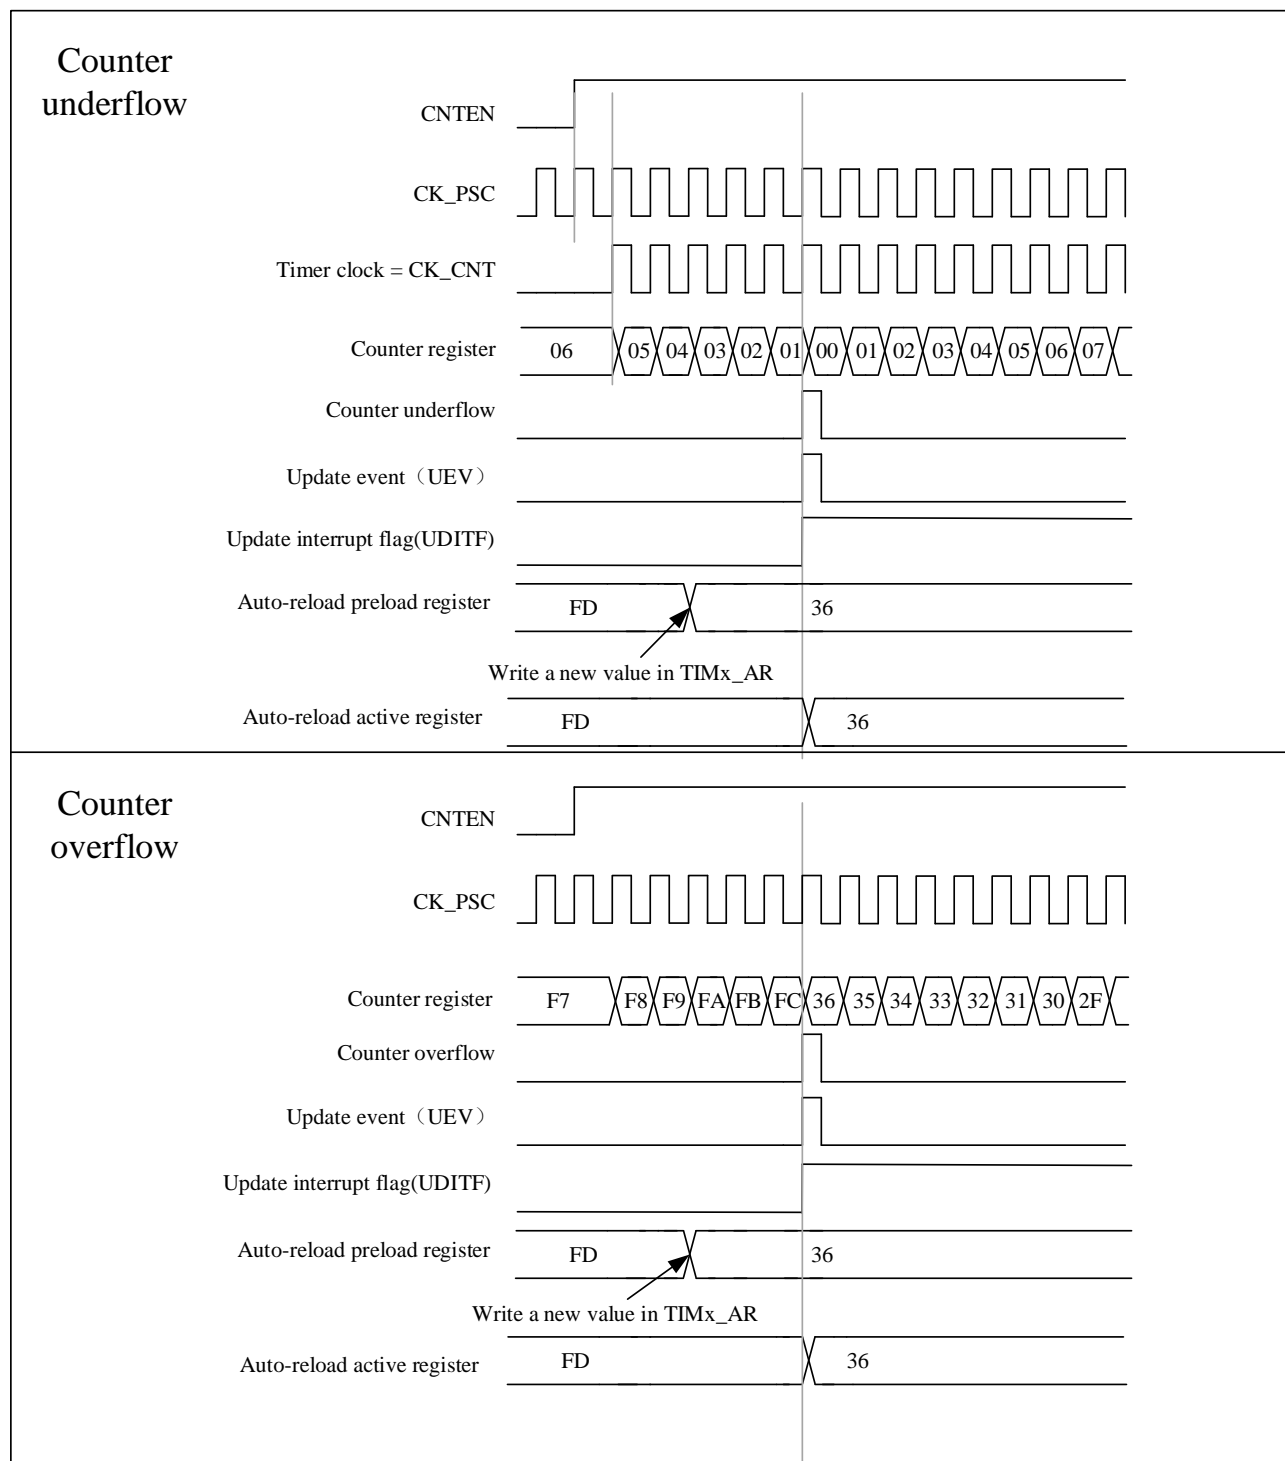 Counter
underflow
CNTEN
CK_PSC
Timer clock = CK_CNT
Counter register 06 05 04 03 02 01 00 01 02 03 04 05 06 07
Counter underflow
Update event（UEV）
Update interrupt flag(UDITF)
Auto-reload preload register FD 36
Write a new value in TIMx_AR
Auto-reload active register FD 36
Counter
overflow
CNTEN
CK_PSC
Counter register F7 F8 F9 FA FB FC 36 35 34 33 32 31 30 2F
Counter overflow
Update event（UEV）
Update interrupt flag(UDITF)
Auto-reload preload register FD 36
Write a new value in TIMx_AR
Auto-reload active register FD 36